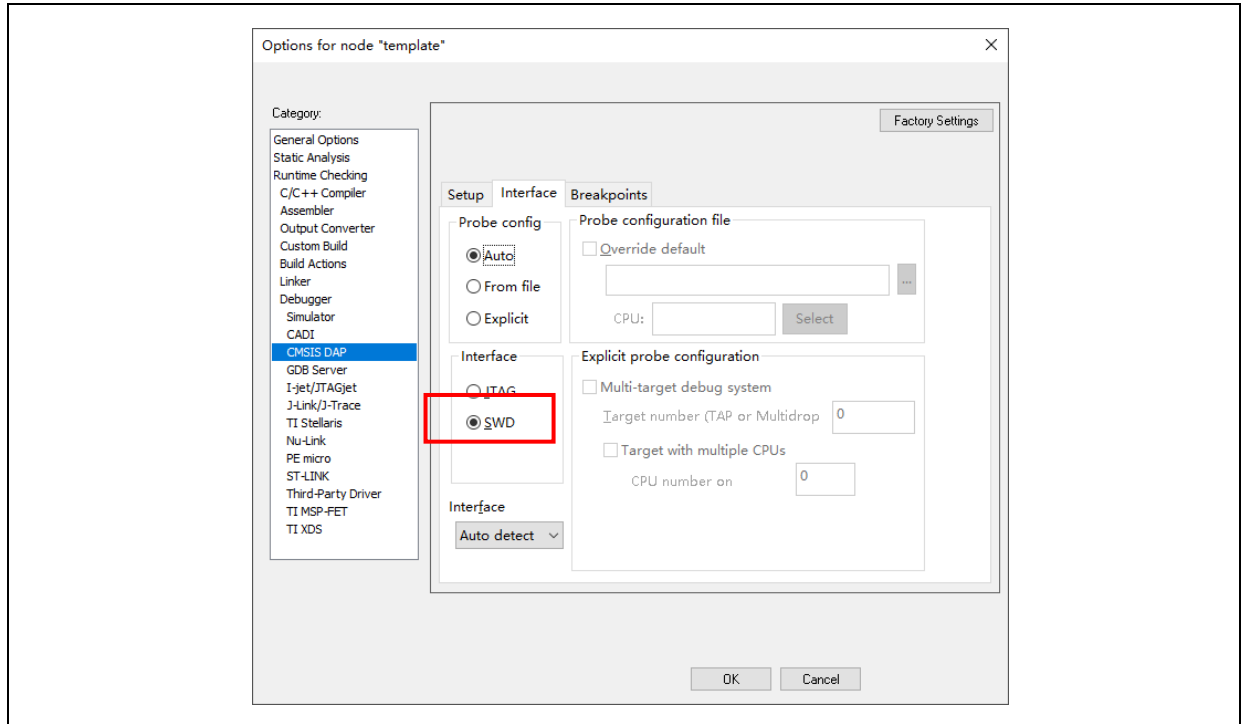 Options for node "template"
Category:
Factory Settings
General Options
Static Analysis
Runtime Checking
C/C++ Compiler
Assembler
Output Converter
Custom Build
Build Actions
Linker
Debugger
Simulator
CADI
CMSIS DAP
GDB Server
I-jet/JTAGjet
J-Link/J-Trace
TI Stellaris
Nu-Link
PE micro
ST-LINK
Third-Party Driver
TI MSP-FET
TI XDS
Setup Interface Breakpoints
Probe config
Auto
From file
Explicit
Probe configuration file
Override default
...
CPU: Select
Interface
JTAG
SWD
Explicit probe configuration
Multi-target debug system
Target number (TAP or Multidrop 0
Target with multiple CPUs
CPU number on 0
Interface
Auto detect
OK Cancel